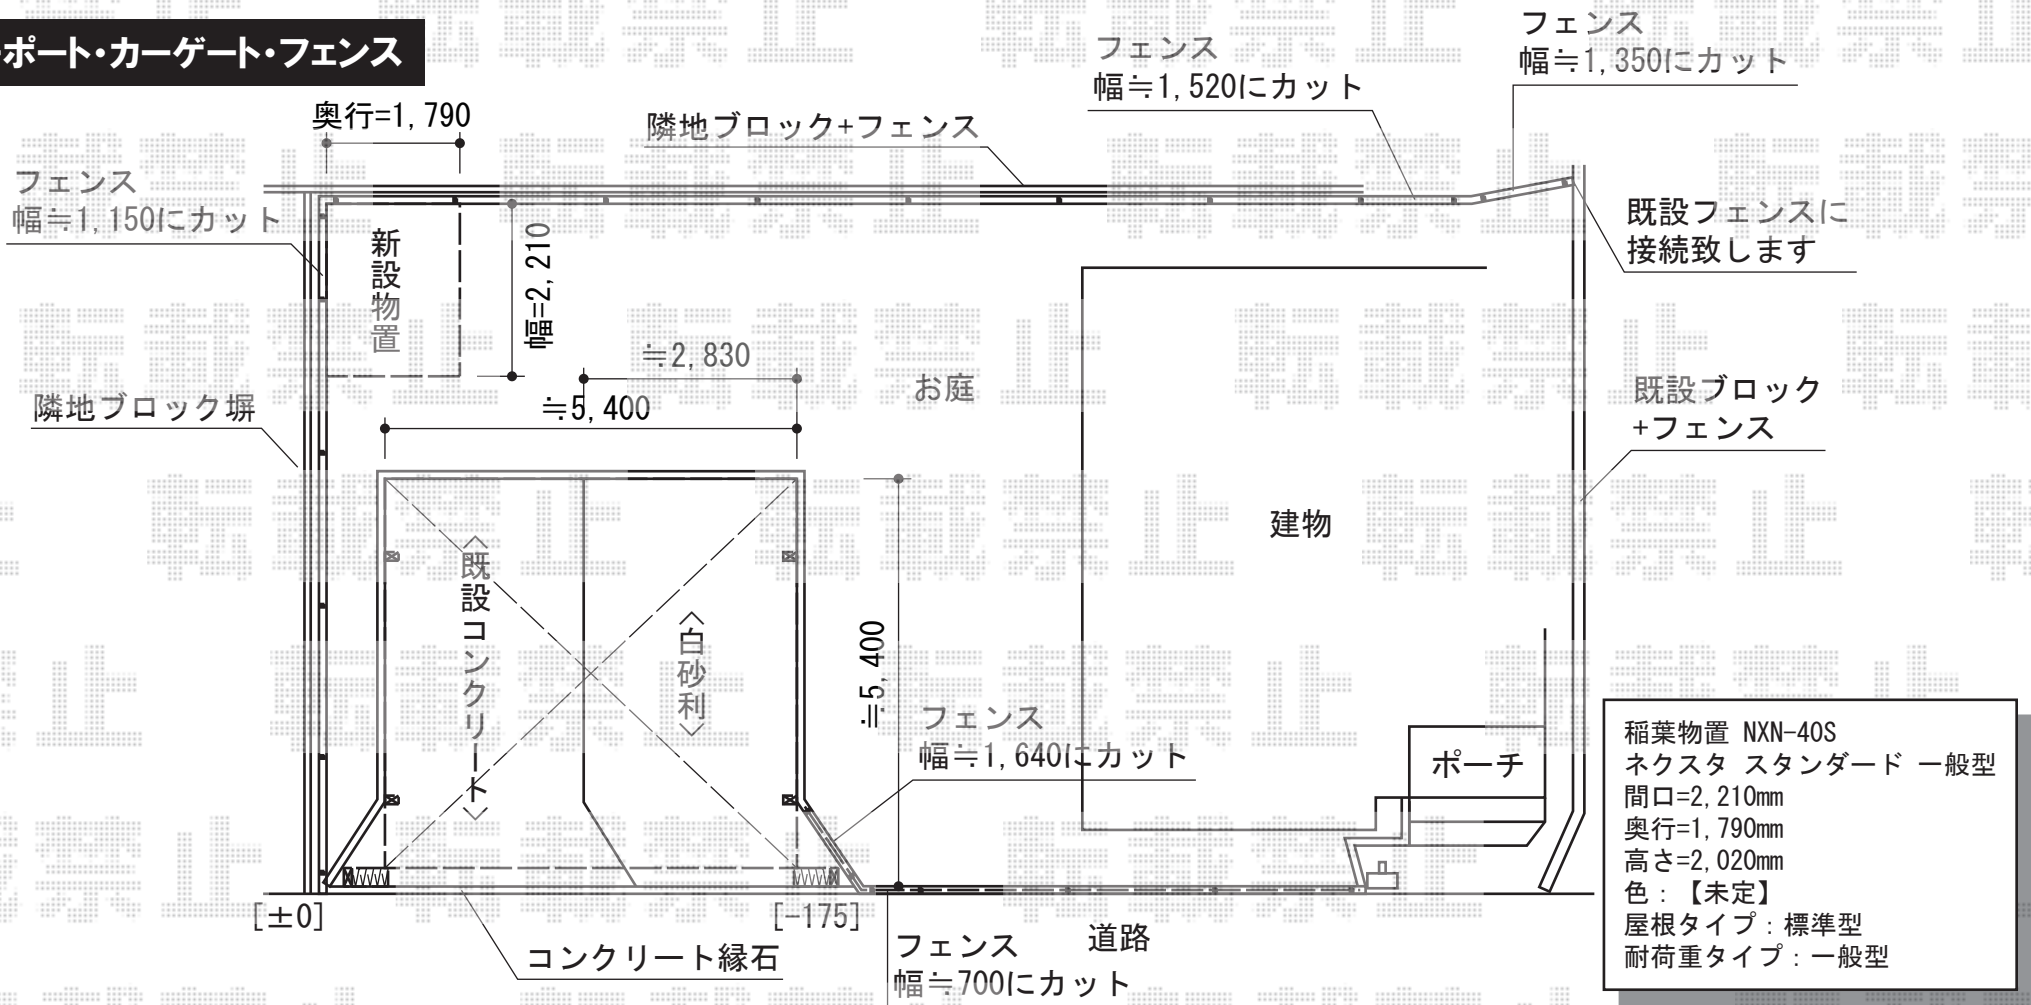 ポート・カーゲート・フェンス
奥行=1,790
隣地ブロック+フェンス
フェンス
幅≒1,520にカット
フェンス
幅≒1,350にカット
フェンス
幅≒1,150にカット
新設物置
幅=2,210
既設フェンスに
接続致します
≒2,830
≒5,400
お庭
隣地ブロック塀
既設ブロック
+フェンス
建物
〈既設コンクリート〉
〈白砂利〉
≒5,400
フェンス
幅≒1,640にカット
ポーチ
稲葉物置 NXN-40S
ネクスタ スタンダード 一般型
間口=2,210mm
奥行=1,790mm
高さ=2,020mm
色:【未定】
屋根タイプ:標準型
耐荷重タイプ:一般型
[±0]
[-175]
コンクリート縁石
フェンス
幅≒700にカット
道路
転載禁止